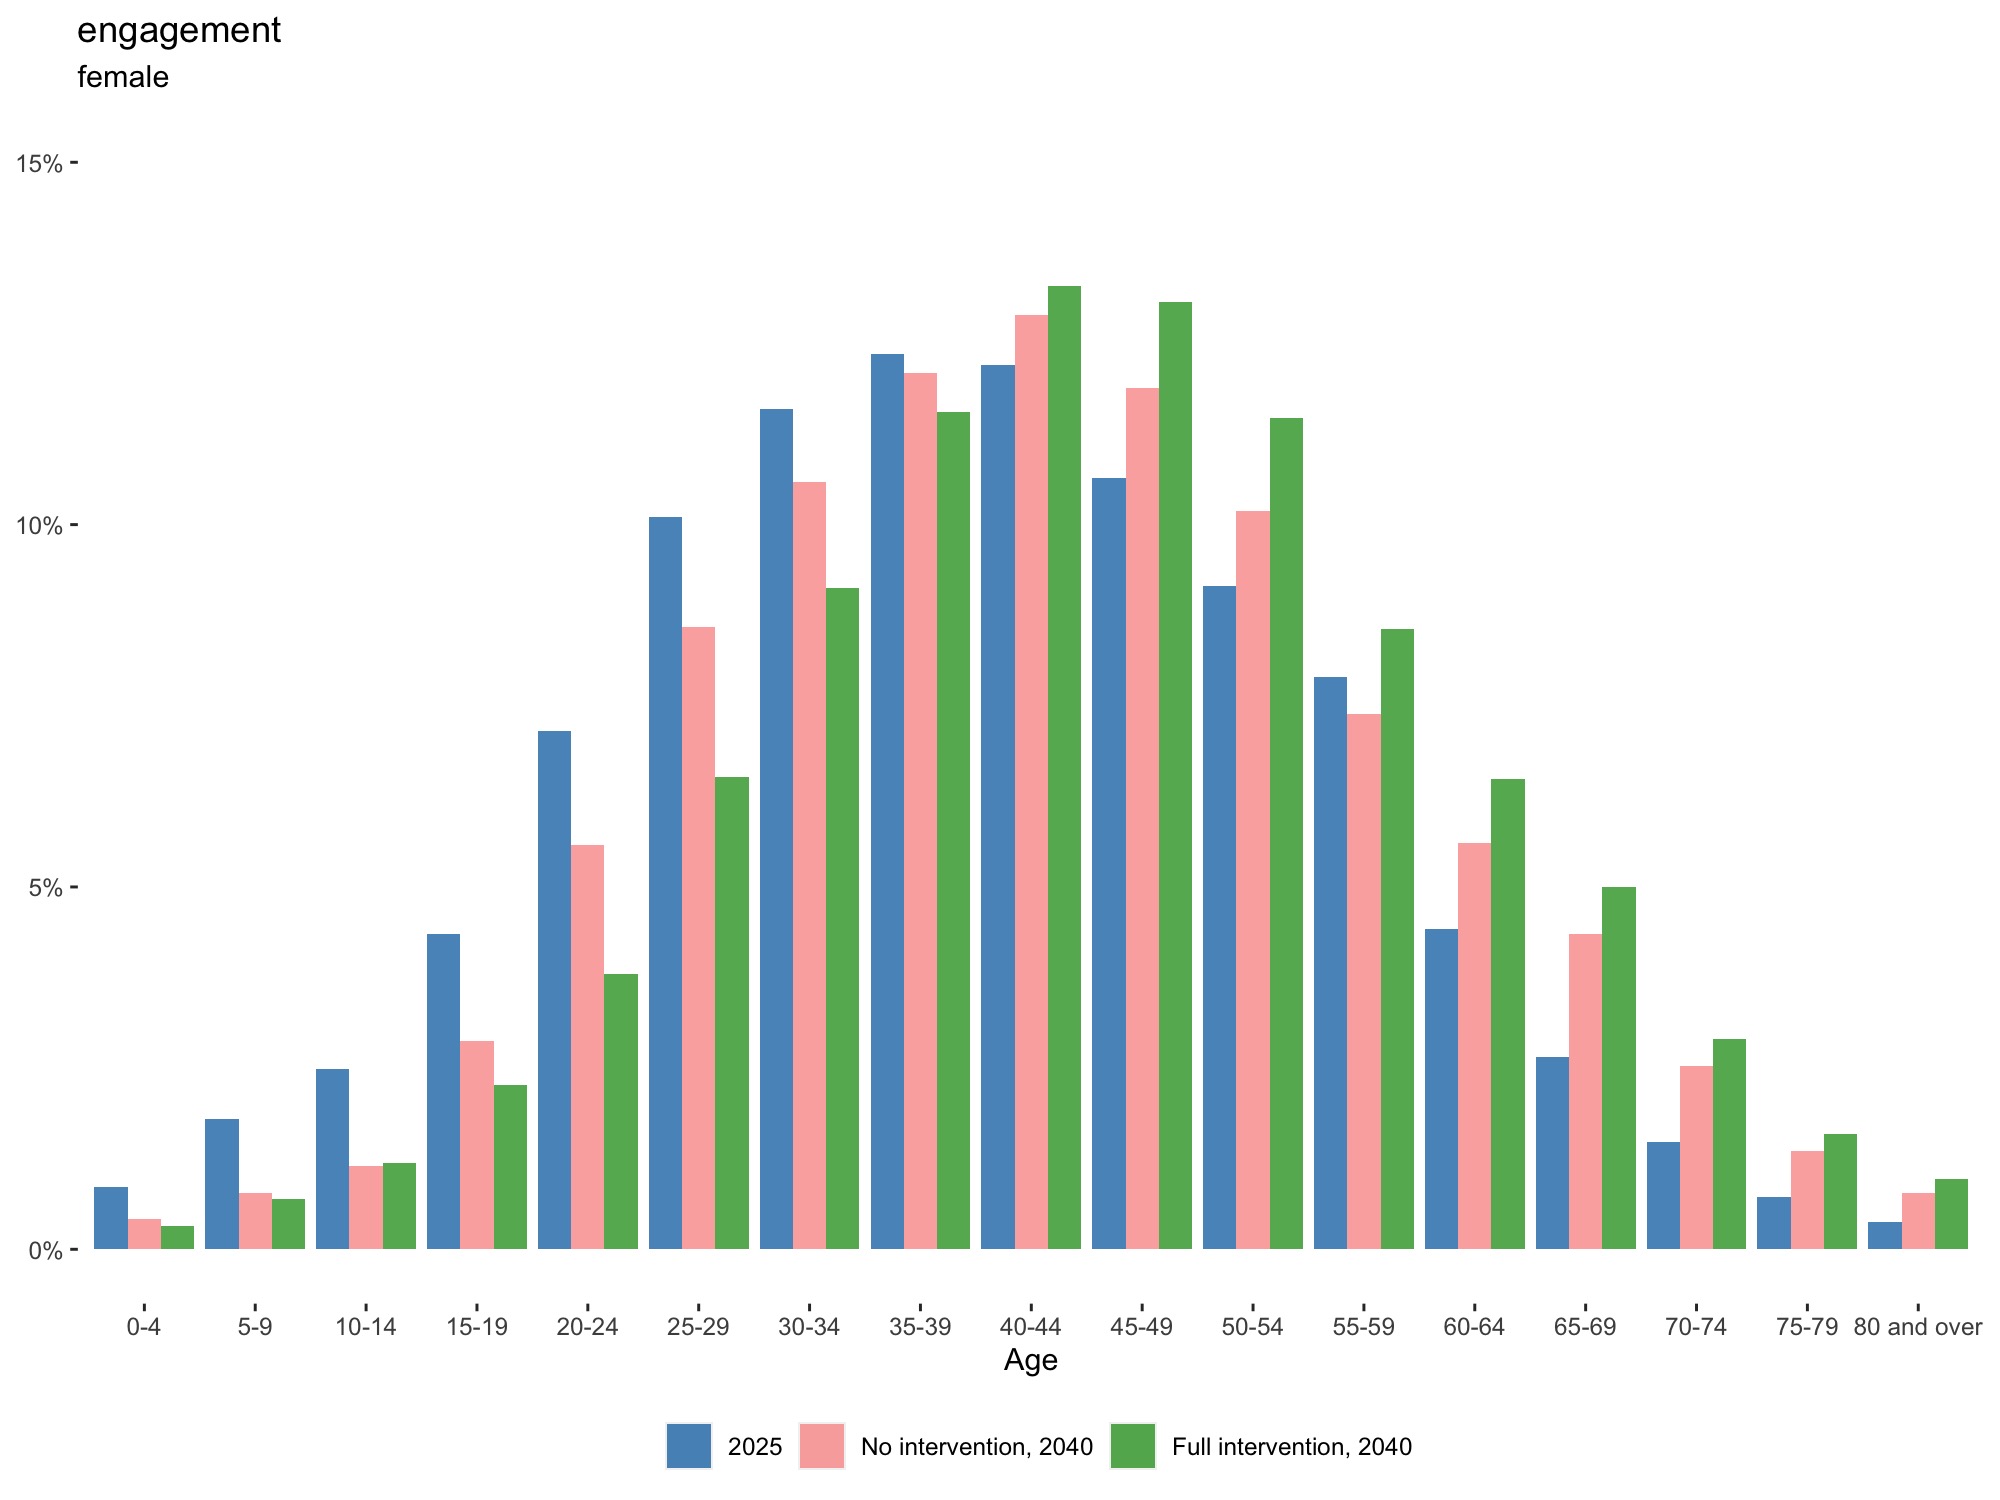 engagement
female
15%
10%
5%
0%
0-4 5-9 10-14 15-19 20-24 25-29 30-34 35-39 40-44 45-49 50-54 55-59 60-64 65-69 70-74 75-79 80 and over
Age
2025 No intervention, 2040 Full intervention, 2040